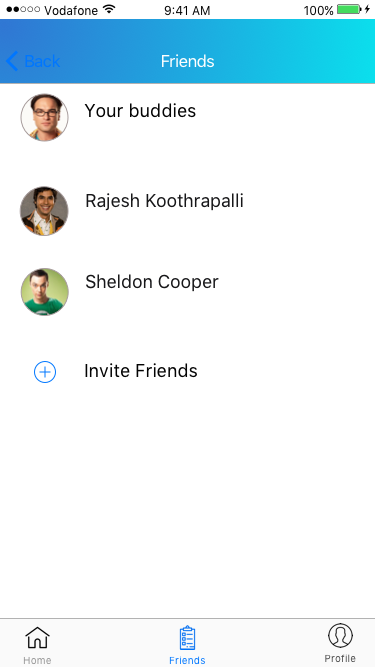 Vodafone 9:41 AM 100%
Back Friends
Your buddies
Rajesh Koothrapalli
Sheldon Cooper
Invite Friends
Home Friends Profile